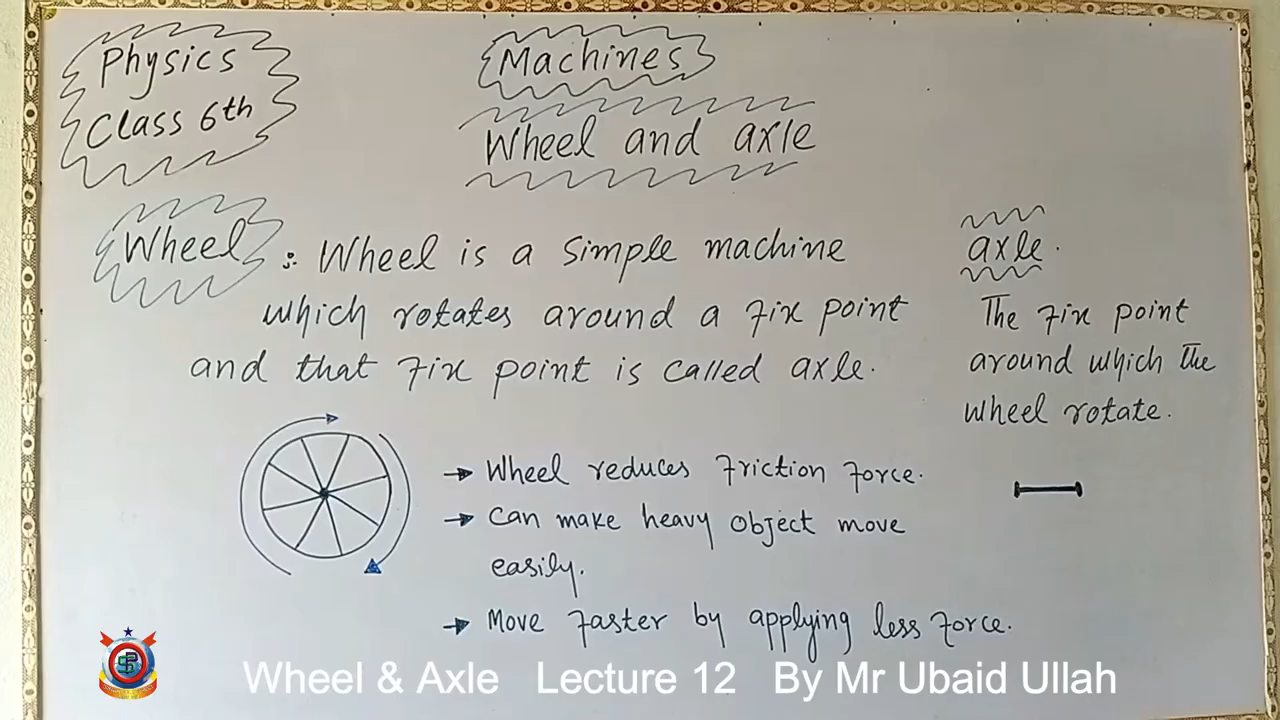 Physics
Class 6th
Machines
Wheel and axle
Wheel : Wheel is a simple machine
which rotates around a fix point
and that fix point is called axle.
axle.
The fix point
around which the
wheel rotate.
→ Wheel reduces friction force.
→ Can make heavy object move
easily.
→ Move faster by applying less force.
Wheel & Axle Lecture 12 By Mr Ubaid Ullah